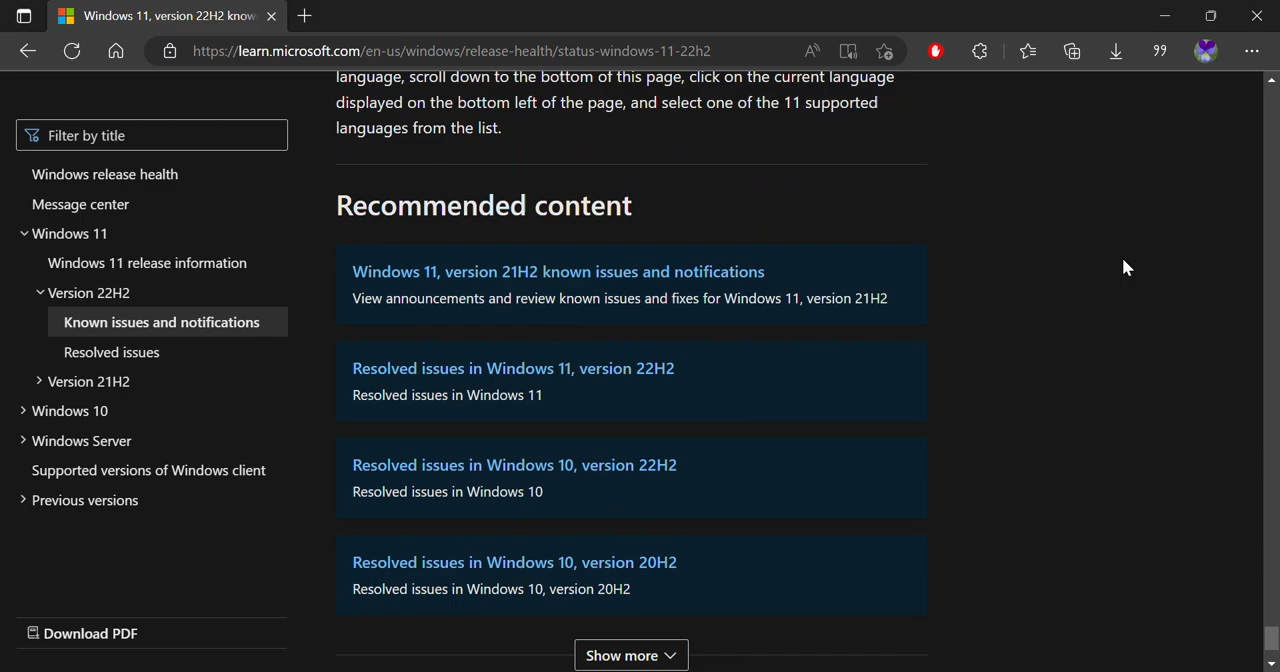 Windows 11, version 22H2 know
https://learn.microsoft.com/en-us/windows/release-health/status-windows-11-22h2
Filter by title
Windows release health
Message center
Windows 11
Windows 11 release information
Version 22H2
Known issues and notifications
Resolved issues
Version 21H2
Windows 10
Windows Server
Supported versions of Windows client
Previous versions
Download PDF
language, scroll down to the bottom of this page, click on the current language
displayed on the bottom left of the page, and select one of the 11 supported
languages from the list.
Recommended content
Windows 11, version 21H2 known issues and notifications
View announcements and review known issues and fixes for Windows 11, version 21H2
Resolved issues in Windows 11, version 22H2
Resolved issues in Windows 11
Resolved issues in Windows 10, version 22H2
Resolved issues in Windows 10
Resolved issues in Windows 10, version 20H2
Resolved issues in Windows 10, version 20H2
Show more